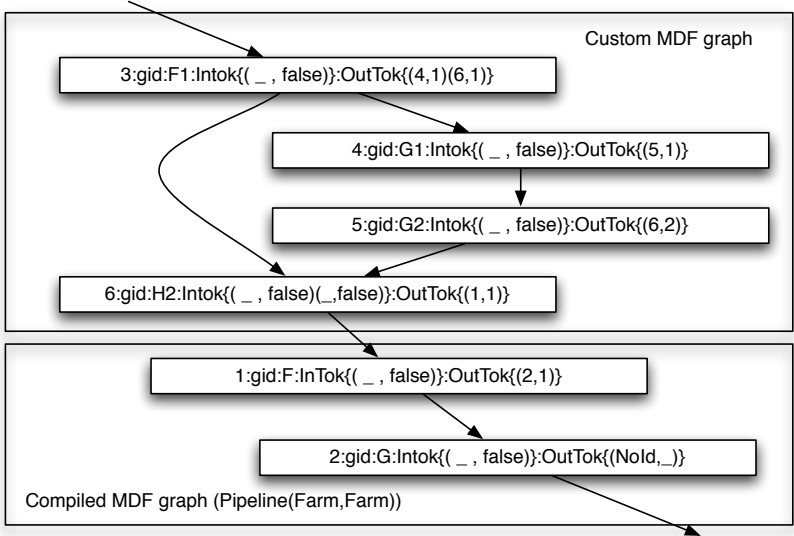 Custom MDF graph
3:gid:F1:Intok{( _ , false)}:OutTok{(4,1)(6,1)}
4:gid:G1:Intok{( _ , false)}:OutTok{(5,1)}
5:gid:G2:Intok{( _ , false)}:OutTok{(6,2)}
6:gid:H2:Intok{( _ , false)(_,false)}:OutTok{(1,1)}
1:gid:F:InTok{( _ , false)}:OutTok{(2,1)}
2:gid:G:Intok{( _ , false)}:OutTok{(NoId,_)}
Compiled MDF graph (Pipeline(Farm,Farm))